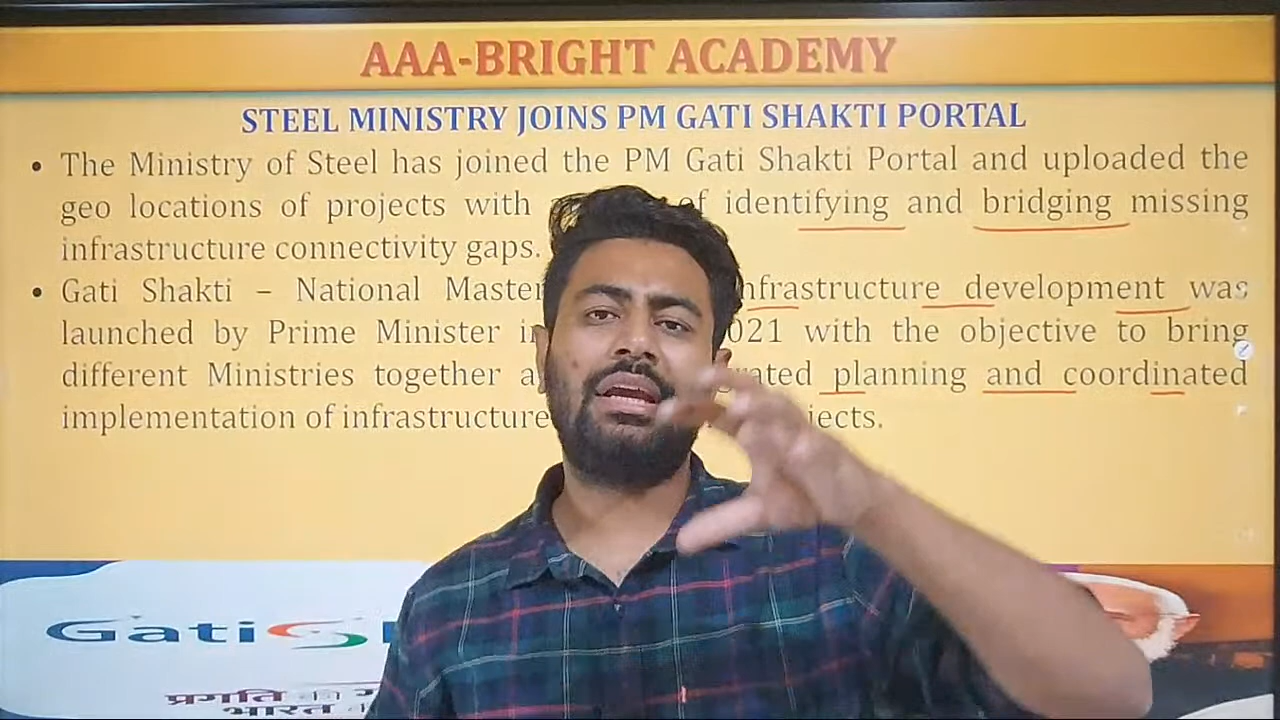 AAA-BRIGHT ACADEMY
STEEL MINISTRY JOINS PM GATI SHAKTI PORTAL
• The Ministry of Steel has joined the PM Gati Shakti Portal and uploaded the
geo locations of projects with of identifying and bridging missing
infrastructure connectivity gaps.
• Gati Shakti – National Master infrastructure development was
launched by Prime Minister in 2021 with the objective to bring
different Ministries together planning and coordinated
implementation of infrastructure
Gati
प्रगति की
भारत